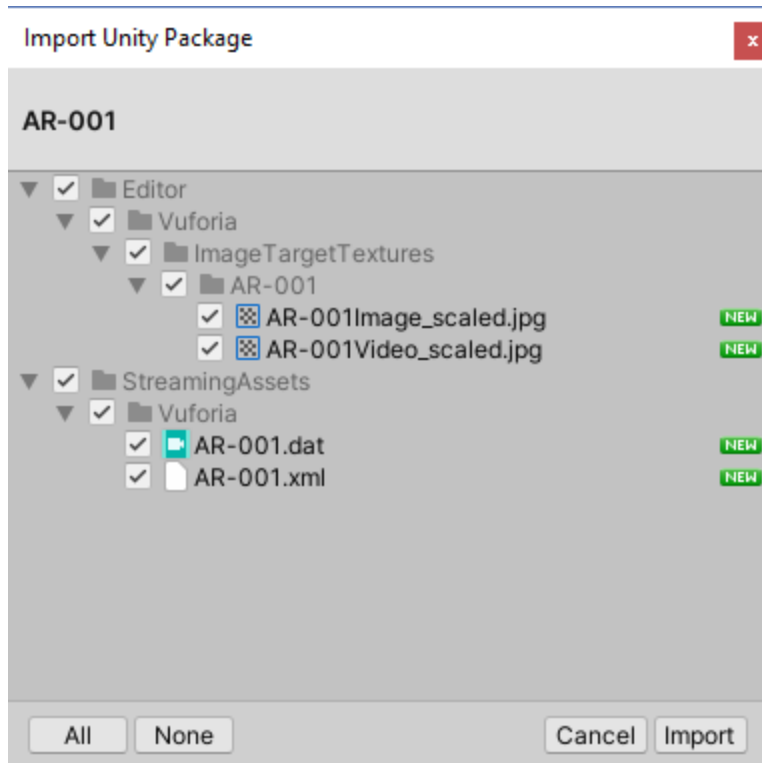 Import Unity Package
x
AR-001
Editor
Vuforia
ImageTargetTextures
AR-001
AR-001Image_scaled.jpg NEW
AR-001Video_scaled.jpg NEW
StreamingAssets
Vuforia
AR-001.dat NEW
AR-001.xml NEW
All None Cancel Import